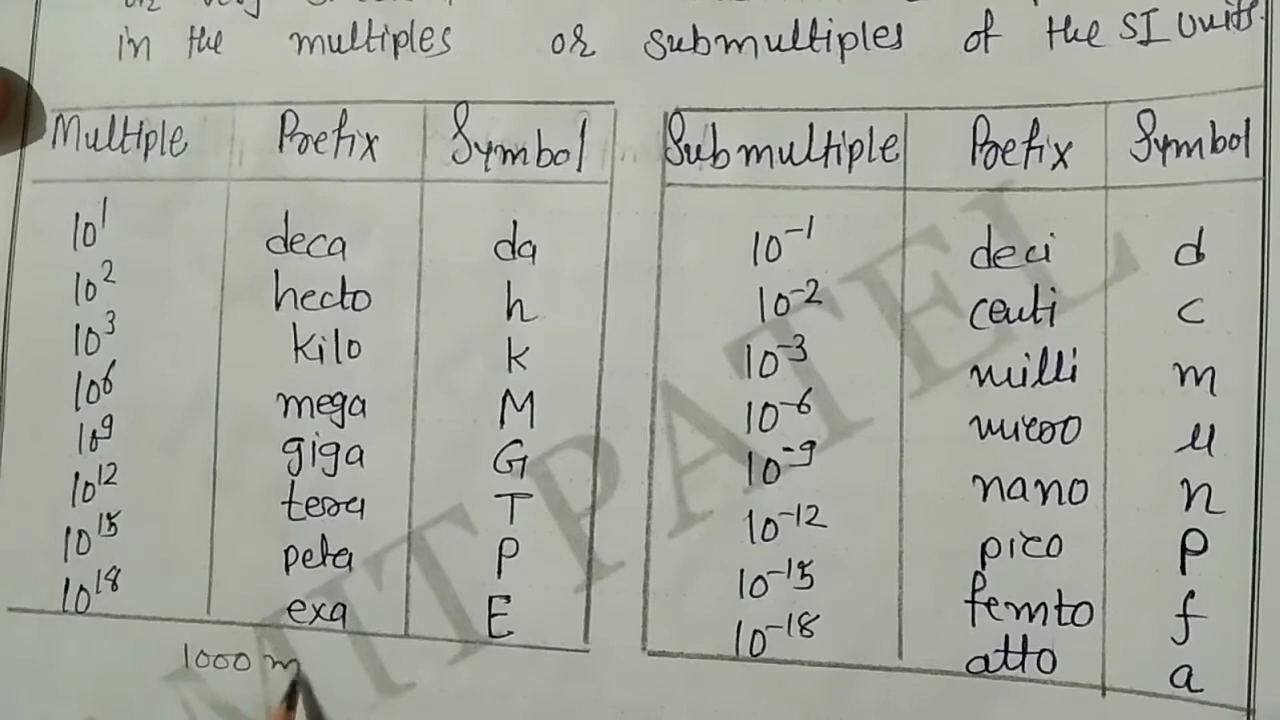 in the multiples or submultiples of the SI units.
Multiple Prefix Symbol
10¹ deca da
10² hecto h
10³ kilo k
10⁶ mega M
10⁹ giga G
10¹² tera T
10¹⁵ peta P
10¹⁸ exa E
1000 m
Submultiple Prefix Symbol
10⁻¹ deci d
10⁻² centi c
10⁻³ milli m
10⁻⁶ micro μ
10⁻⁹ nano n
10⁻¹² pico p
10⁻¹⁵ femto f
10⁻¹⁸ atto a
MIT PATEL